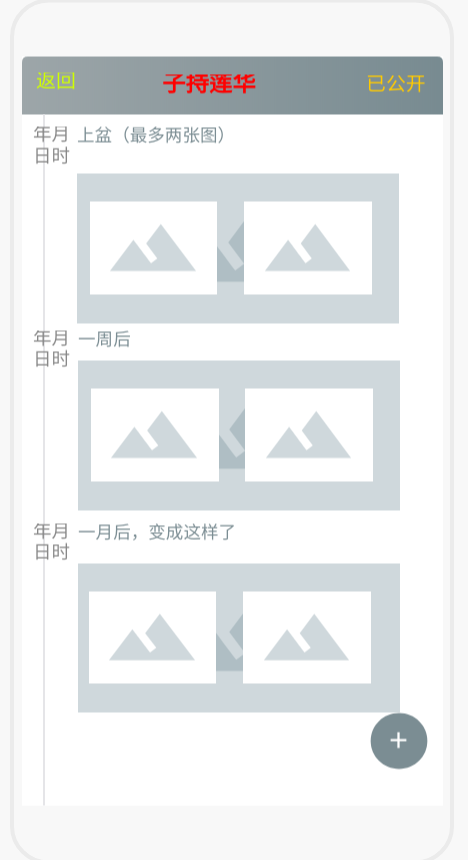 返回 子持莲华 已公开
年月 上盆（最多两张图）
日时
年月 一周后
日时
年月 一月后，变成这样了
日时
+